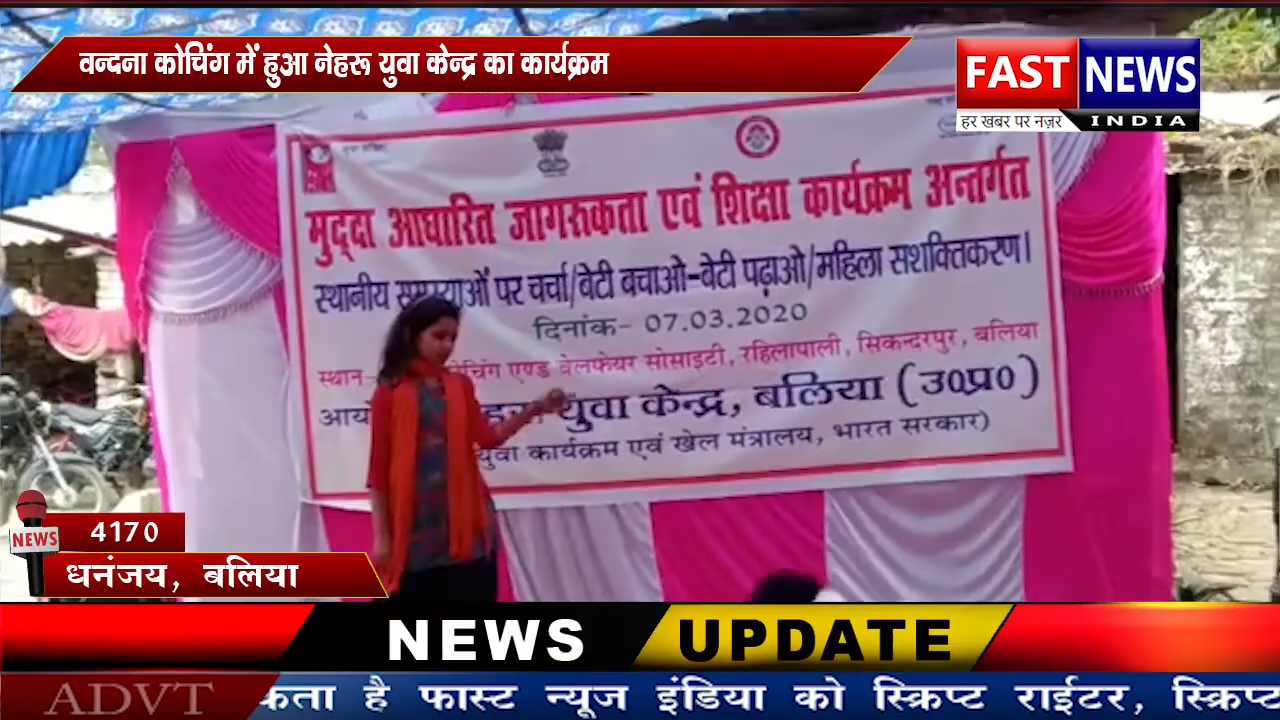 वन्दना कोचिंग में हुआ नेहरू युवा केन्द्र का कार्यक्रम
FAST NEWS
हर खबर पर नज़र INDIA
मुद्दा आधारित जागरुकता एवं शिक्षा कार्यक्रम अन्तर्गत
स्थानीय समस्याओं पर चर्चा/बेटी बचाओ-बेटी पढ़ाओ/महिला सशक्तिकरण।
दिनांक- 07.03.2020
स्थान- एण्ड वेलफेयर सोसाइटी, रहिलापाली, सिकन्दरपुर, बलिया
युवा केन्द्र, बलिया (उ0प्र0)
युवा कार्यक्रम एवं खेल मंत्रालय, भारत सरकार)
4170
NEWS
धनंजय, बलिया
NEWS UPDATE
ADVT कता है फास्ट न्यूज इंडिया को स्क्रिप्ट राईटर, स्क्रिप्ट